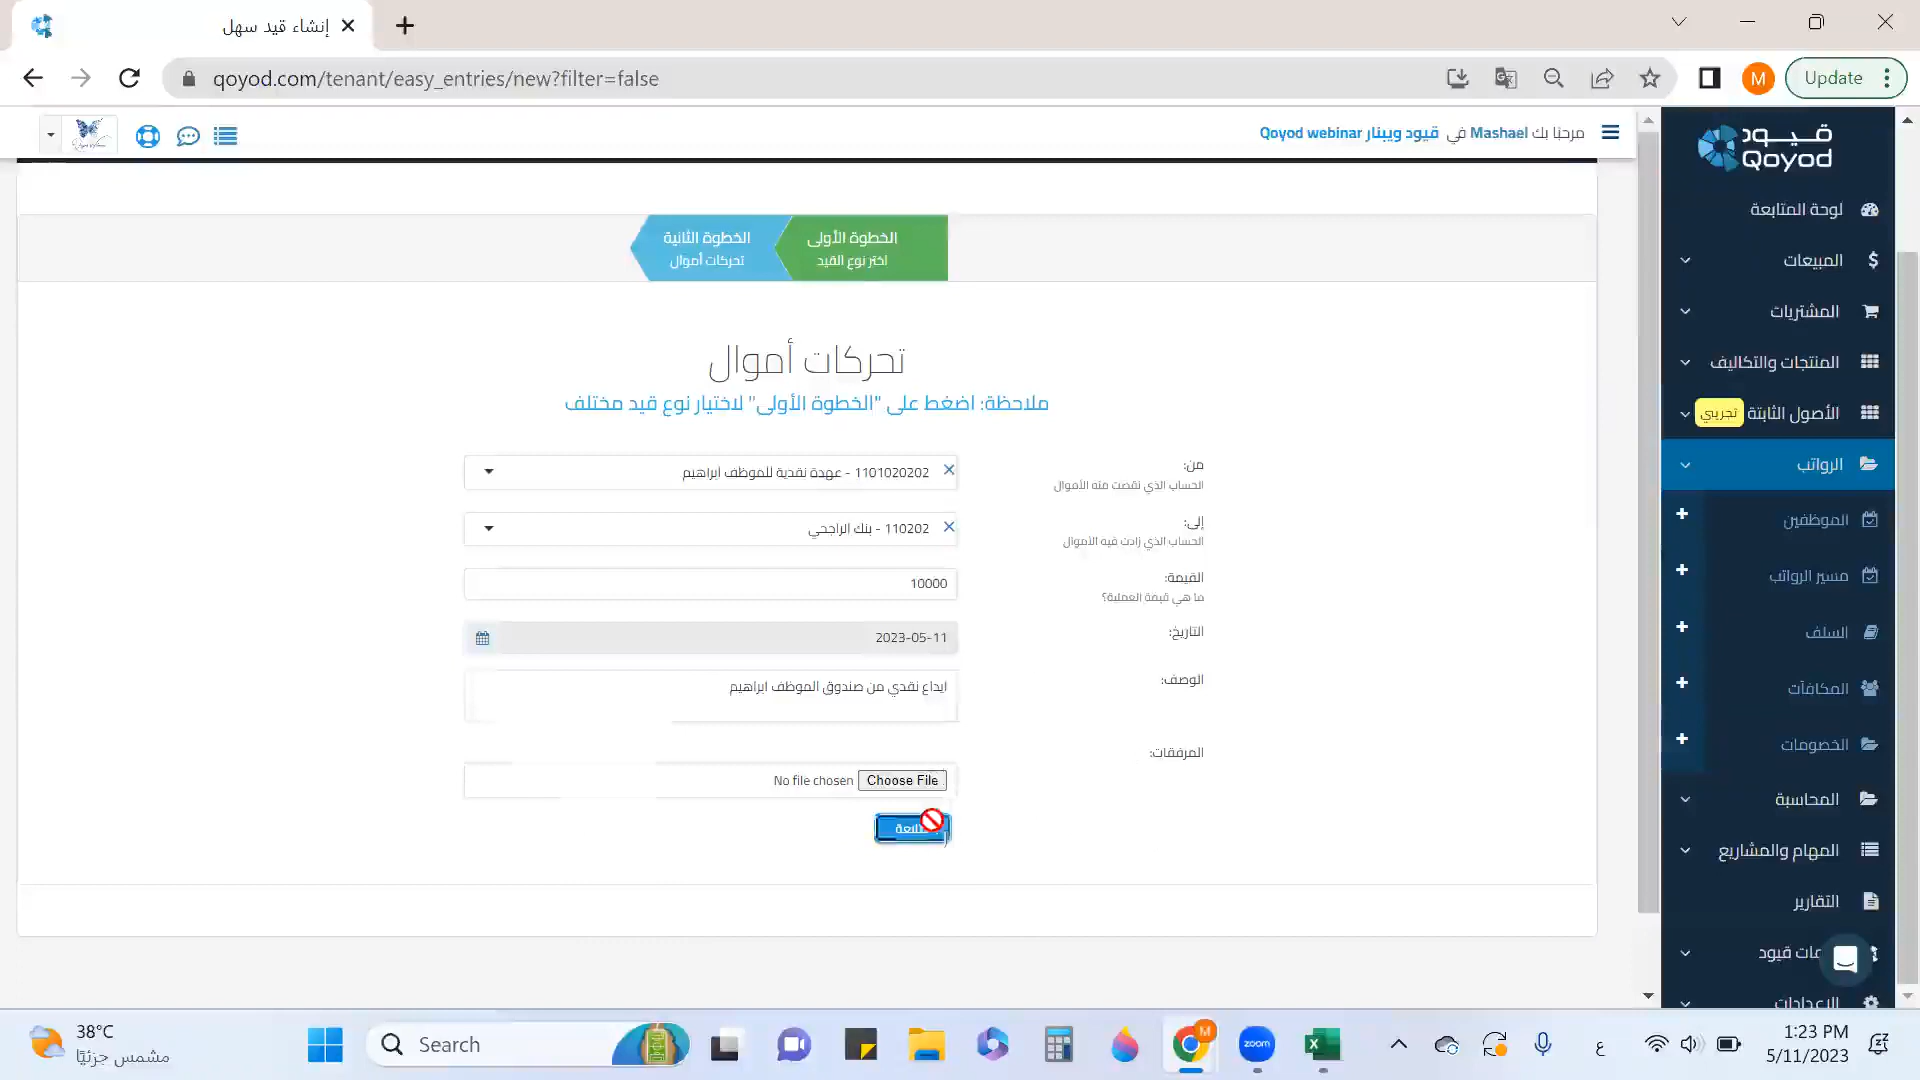 إنشاء قيد سهل
qoyod.com/tenant/easy_entries/new?filter=false
M
Update
مرحبًا بك Mashael في قيود ويبنار Qoyod webinar
قيود
Qoyod
الخطوة الأولى
اختر نوع القيد
الخطوة الثانية
تحركات أموال
تحركات أموال
ملاحظة: اضغط على "الخطوة الأولى" لاختيار نوع قيد مختلف
من:
الحساب الذي نقصت منه الأموال
1101020202 - عهدة نقدية للموظف ابراهيم
إلى:
الحساب الذي زادت فيه الأموال
110202 - بنك الراجحي
القيمة:
ما هي قيمة العملية؟
10000
التاريخ:
2023-05-11
الوصف:
ايداع نقدي من صندوق الموظف ابراهيم
المرفقات:
Choose File No file chosen
لوحة المتابعة
المبيعات
المشتريات
المنتجات والتكاليف
الأصول الثابتة تجريبي
الرواتب
الموظفين
مسير الرواتب
السلف
المكافآت
الخصومات
المحاسبة
المهام والمشاريع
التقارير
قيود
الإعدادات
38°C
مشمس جزئيًا
Search
M
zoom
ع
1:23 PM
5/11/2023